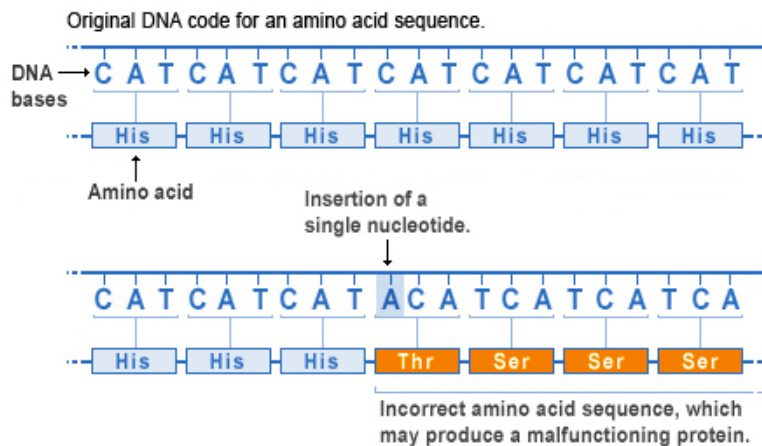 Original DNA code for an amino acid sequence.
DNA bases
C A T C A T C A T C A T C A T C A T C A T
His His His His His His His
Amino acid
Insertion of a
single nucleotide.
C A T C A T C A T A C A T C A T C A T C A
His His His Thr Ser Ser Ser
Incorrect amino acid sequence, which
may produce a malfunctioning protein.